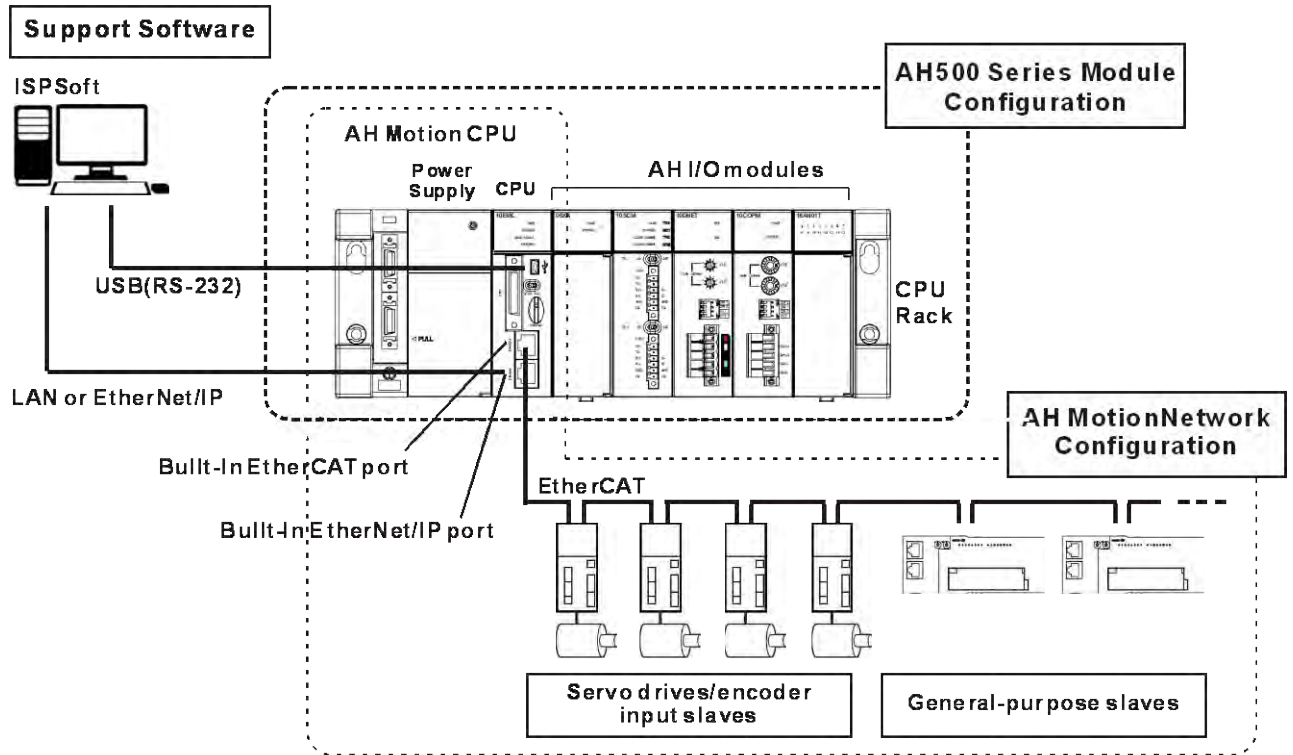 Support Software
ISPSoft
AH500 Series Module
Configuration
AH Motion CPU
Power
Supply
CPU
AH I/O modules
USB(RS-232)
PULL
CPU
Rack
LAN or EtherNet/IP
AH MotionNetwork
Configuration
Bullt-In EtherCAT port
EtherCAT
Bullt-In EtherNet/IP port
Servo drives/encoder
input slaves
General-purpose slaves